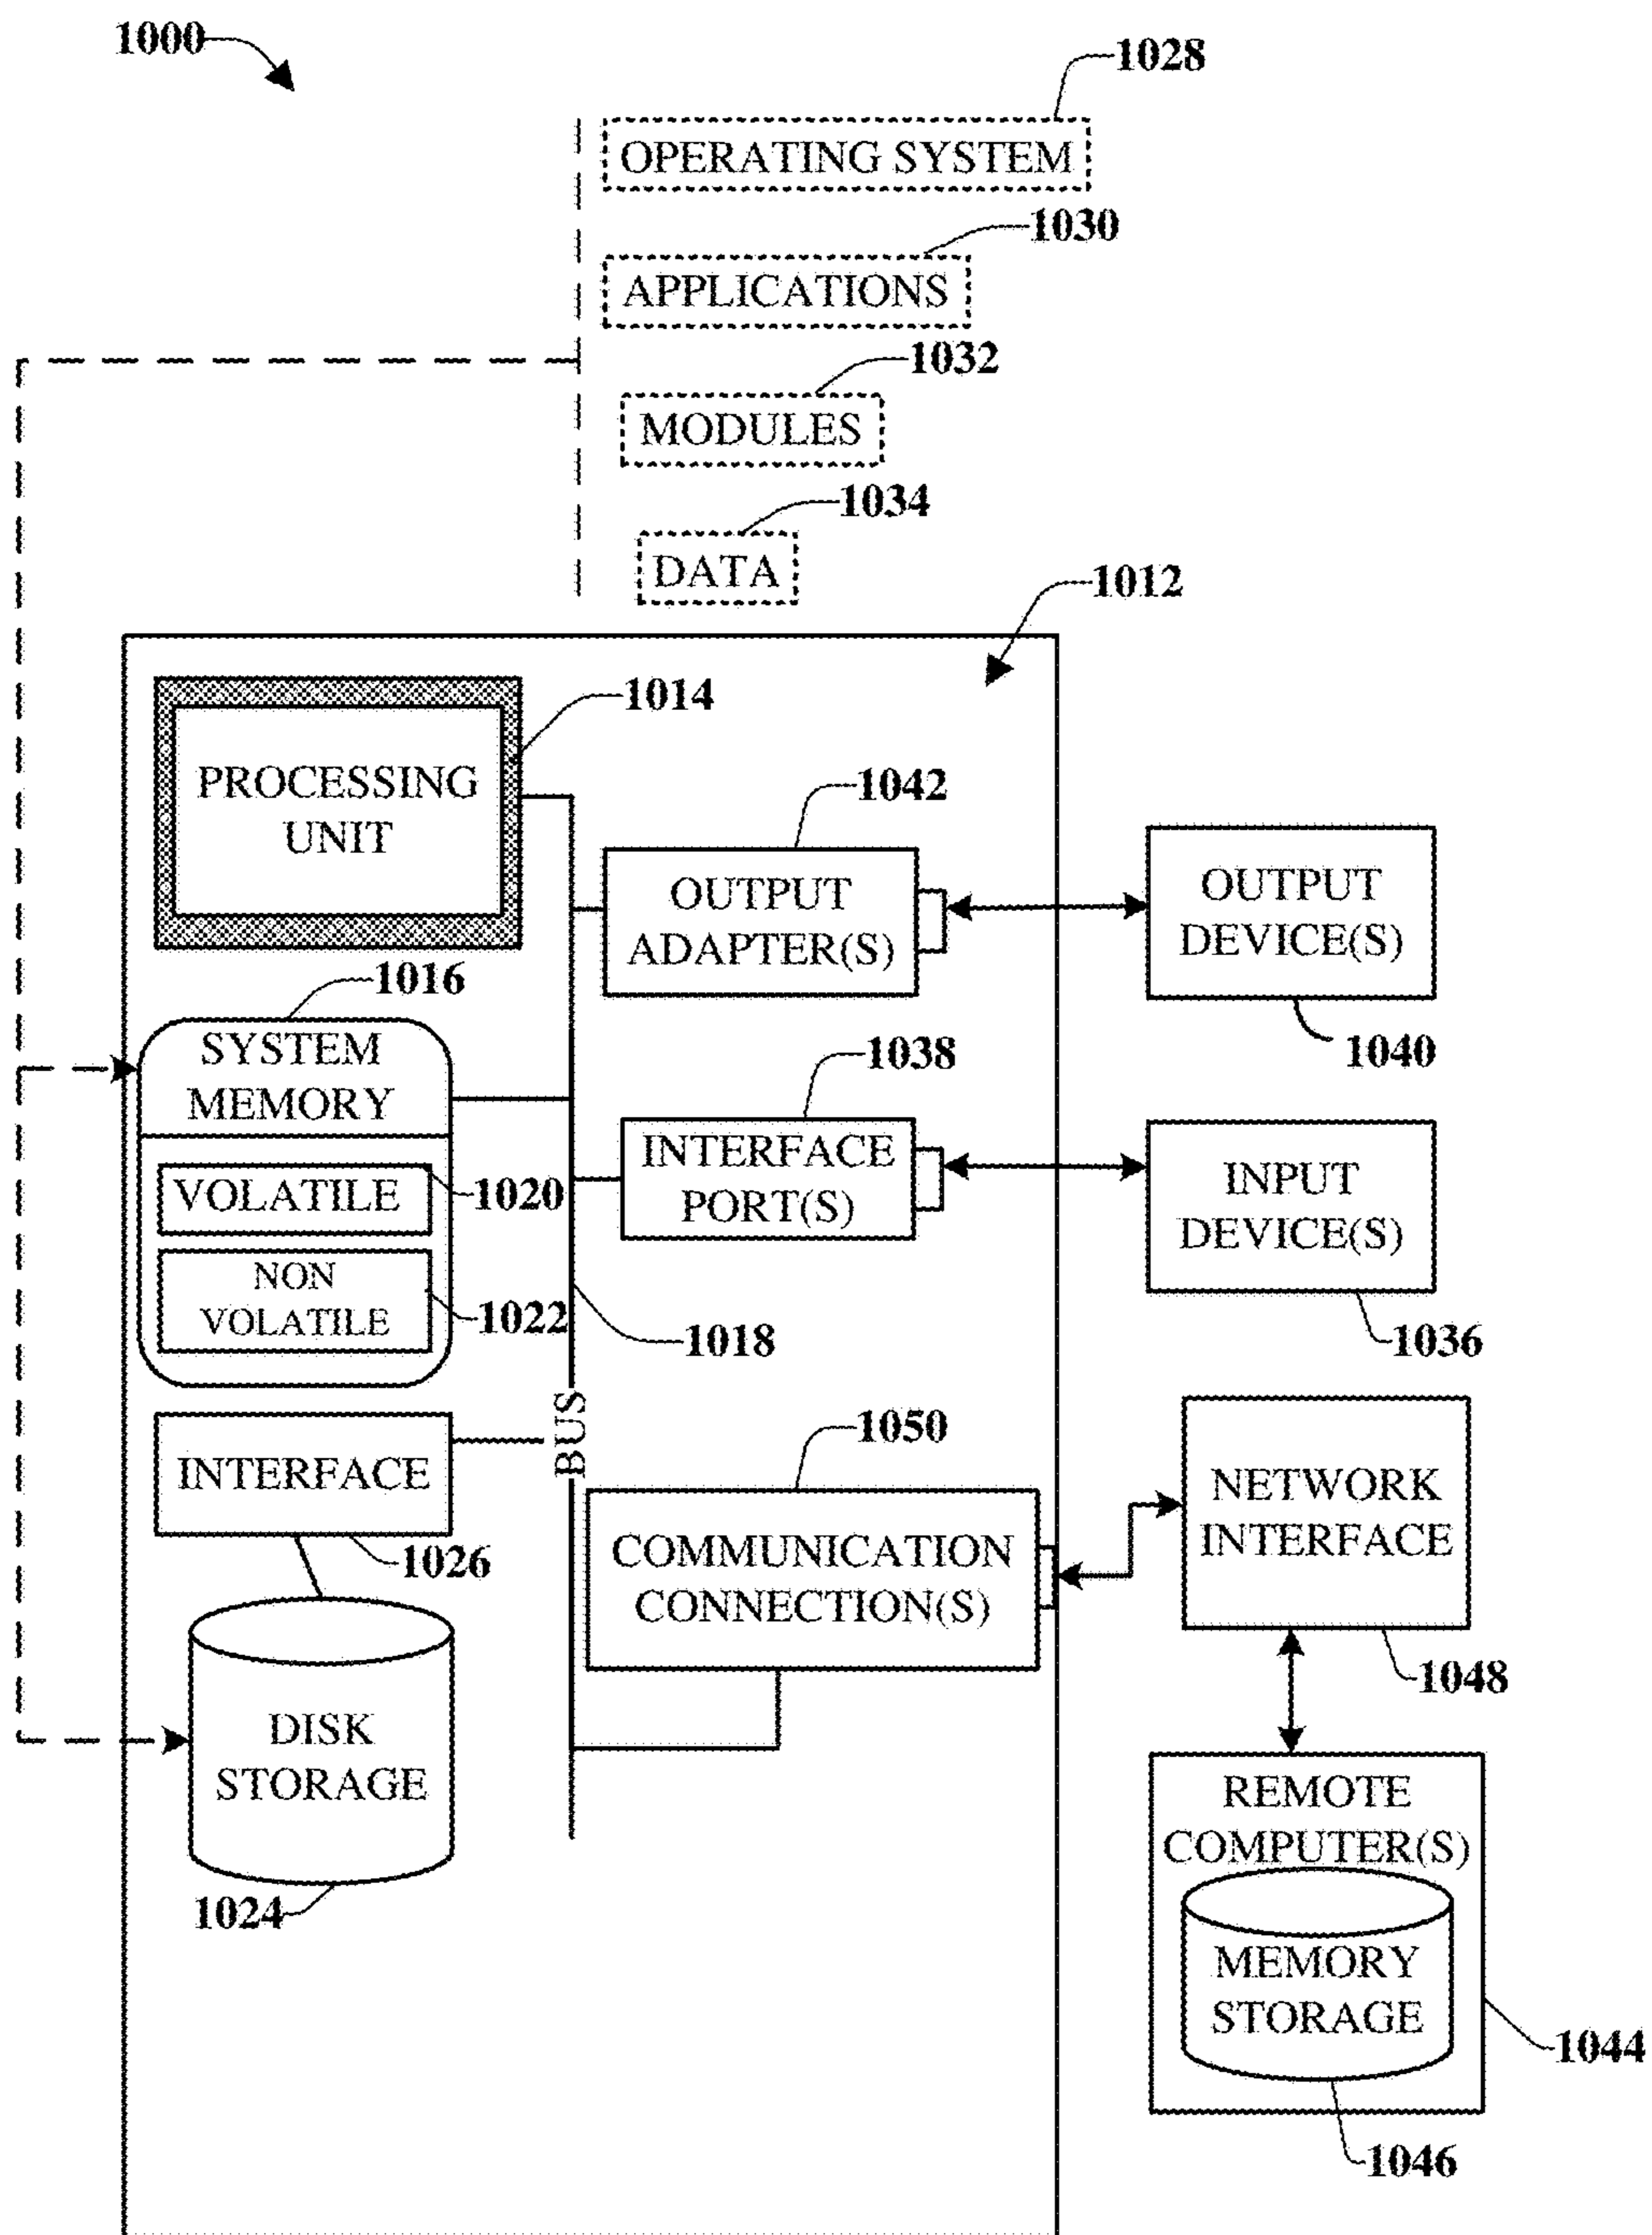 1000
1028
OPERATING SYSTEM
1030
APPLICATIONS
1032
MODULES
1034
DATA
1012
1014
PROCESSING
UNIT
1042
OUTPUT
ADAPTER(S)
OUTPUT
DEVICE(S)
1040
1016
SYSTEM
MEMORY
VOLATILE
1020
NON
VOLATILE
1022
1038
INTERFACE
PORT(S)
INPUT
DEVICE(S)
1036
1018
BUS
INTERFACE
1026
1050
COMMUNICATION
CONNECTION(S)
NETWORK
INTERFACE
1048
DISK
STORAGE
1024
REMOTE
COMPUTER(S)
MEMORY
STORAGE
1044
1046